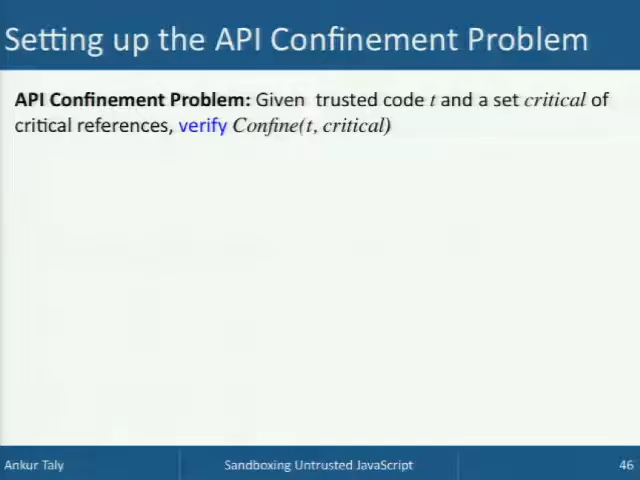 Setting up the API Confinement Problem
API Confinement Problem: Given trusted code t and a set critical of
critical references, verify Confine(t, critical)
Ankur Taly
Sandboxing Untrusted JavaScript
46